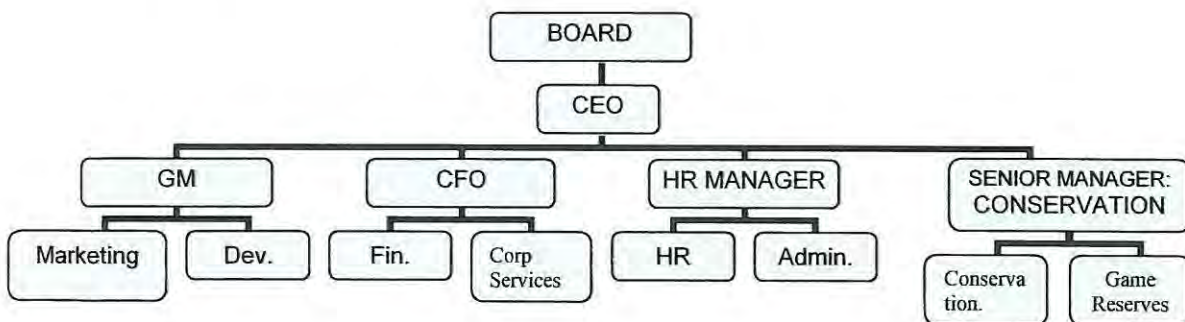 BOARD
CEO
GM
CFO
HR MANAGER
SENIOR MANAGER:
CONSERVATION
Marketing
Dev.
Fin.
Corp
Services
HR
Admin.
Conserva
tion.
Game
Reserves